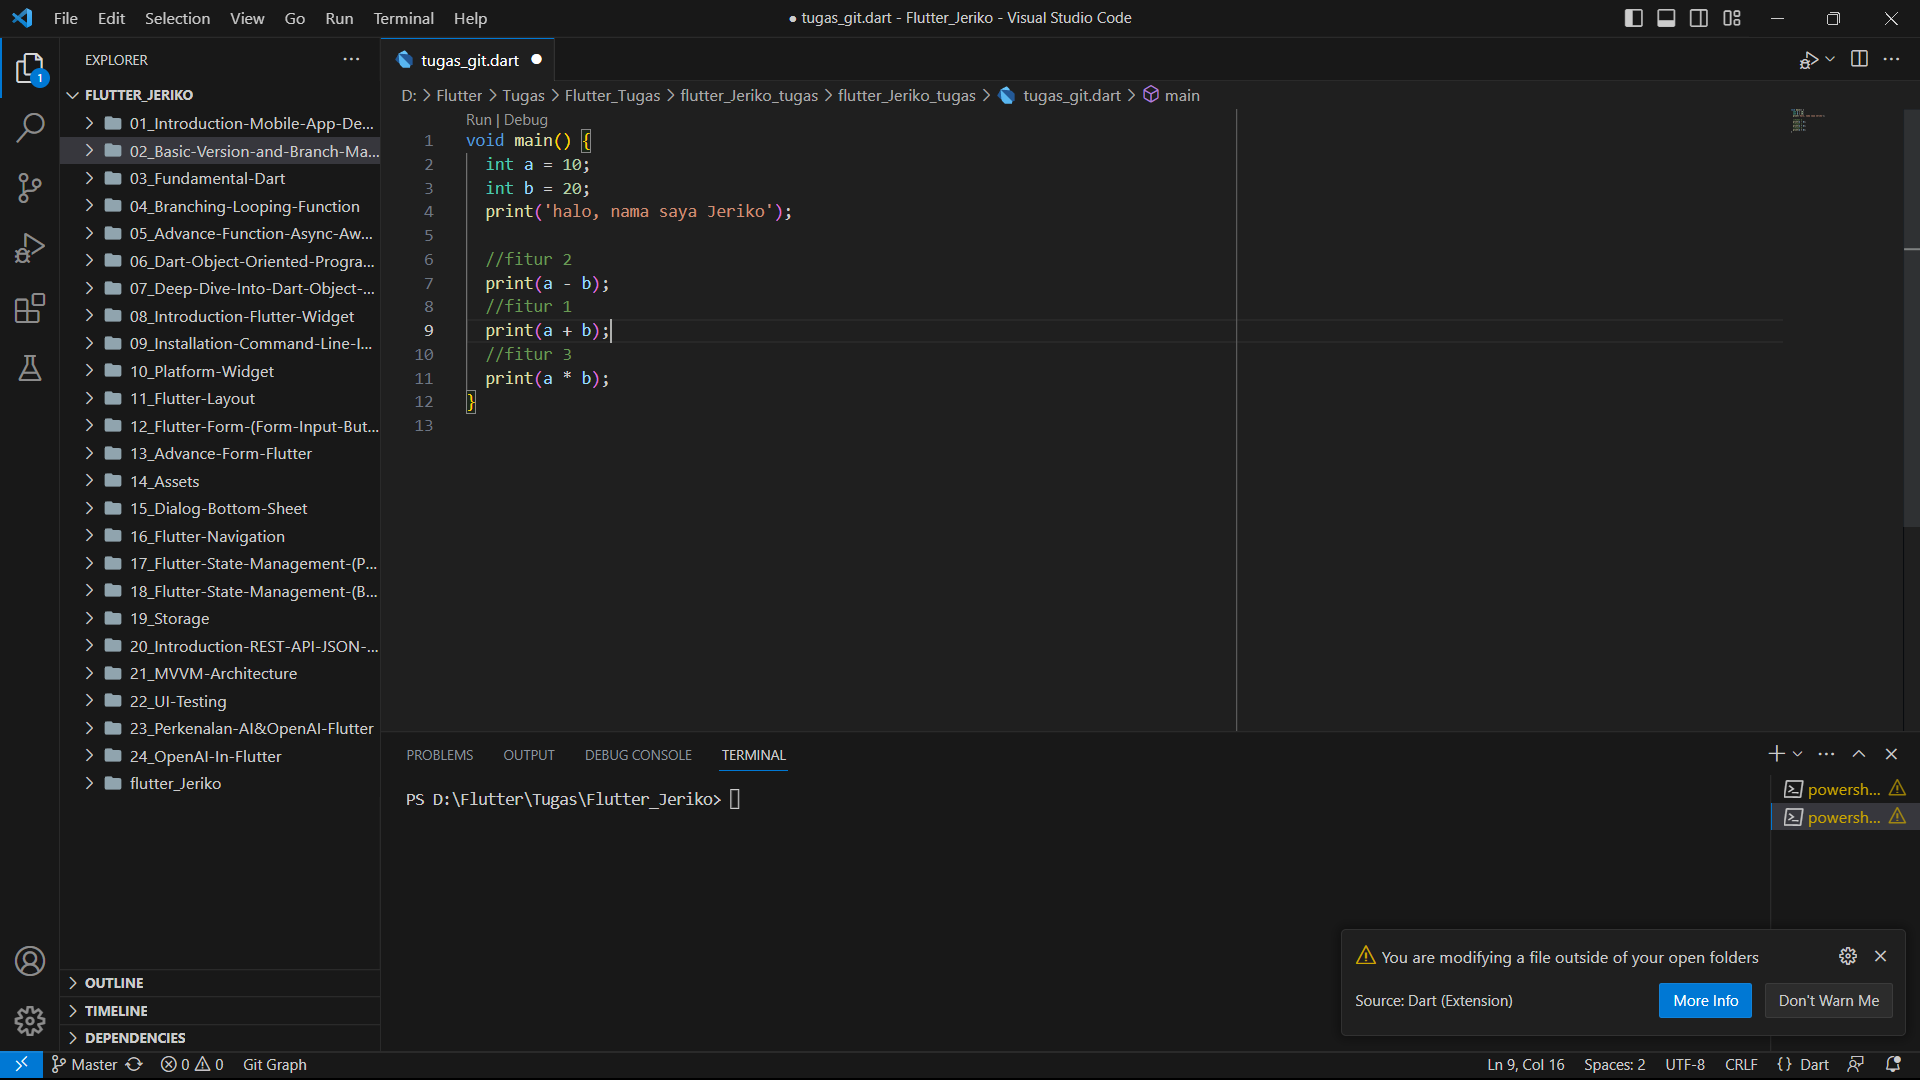 File Edit Selection View Go Run Terminal Help
● tugas_git.dart - Flutter_Jeriko - Visual Studio Code
1
EXPLORER
FLUTTER_JERIKO
01_Introduction-Mobile-App-De...
02_Basic-Version-and-Branch-Ma...
03_Fundamental-Dart
04_Branching-Looping-Function
05_Advance-Function-Async-Aw...
06_Dart-Object-Oriented-Progra...
07_Deep-Dive-Into-Dart-Object-...
08_Introduction-Flutter-Widget
09_Installation-Command-Line-I...
10_Platform-Widget
11_Flutter-Layout
12_Flutter-Form-(Form-Input-But...
13_Advance-Form-Flutter
14_Assets
15_Dialog-Bottom-Sheet
16_Flutter-Navigation
17_Flutter-State-Management-(P...
18_Flutter-State-Management-(B...
19_Storage
20_Introduction-REST-API-JSON-...
21_MVVM-Architecture
22_UI-Testing
23_Perkenalan-AI&OpenAI-Flutter
24_OpenAI-In-Flutter
flutter_Jeriko
OUTLINE
TIMELINE
DEPENDENCIES
tugas_git.dart ●
D: > Flutter > Tugas > Flutter_Tugas > flutter_Jeriko_tugas > flutter_Jeriko_tugas > tugas_git.dart > main
Run | Debug
1 void main() {
2 int a = 10;
3 int b = 20;
4 print('halo, nama saya Jeriko');
5
6 //fitur 2
7 print(a - b);
8 //fitur 1
9 print(a + b);
10 //fitur 3
11 print(a * b);
12 }
13
PROBLEMS OUTPUT DEBUG CONSOLE TERMINAL
PS D:\Flutter\Tugas\Flutter_Jeriko>
powersh...
powersh...
You are modifying a file outside of your open folders
Source: Dart (Extension)
More Info
Don't Warn Me
Master 0 0 Git Graph
Ln 9, Col 16 Spaces: 2 UTF-8 CRLF {} Dart